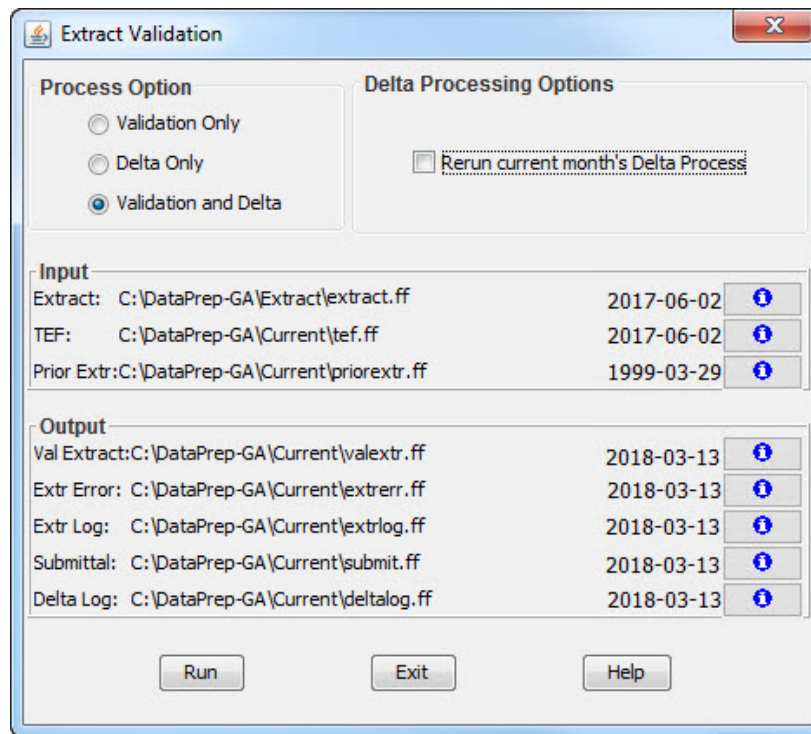 Extract Validation
Process Option
Validation Only
Delta Only
Validation and Delta
Delta Processing Options
Rerun current month's Delta Process
Input
Extract: C:\DataPrep-GA\Extract\extract.ff 2017-06-02
TEF: C:\DataPrep-GA\Current\tef.ff 2017-06-02
Prior Extr:C:\DataPrep-GA\Current\priorextr.ff 1999-03-29
Output
Val Extract:C:\DataPrep-GA\Current\valextr.ff 2018-03-13
Extr Error: C:\DataPrep-GA\Current\extrerr.ff 2018-03-13
Extr Log: C:\DataPrep-GA\Current\extrlog.ff 2018-03-13
Submittal: C:\DataPrep-GA\Current\submit.ff 2018-03-13
Delta Log: C:\DataPrep-GA\Current\deltalog.ff 2018-03-13
Run Exit Help